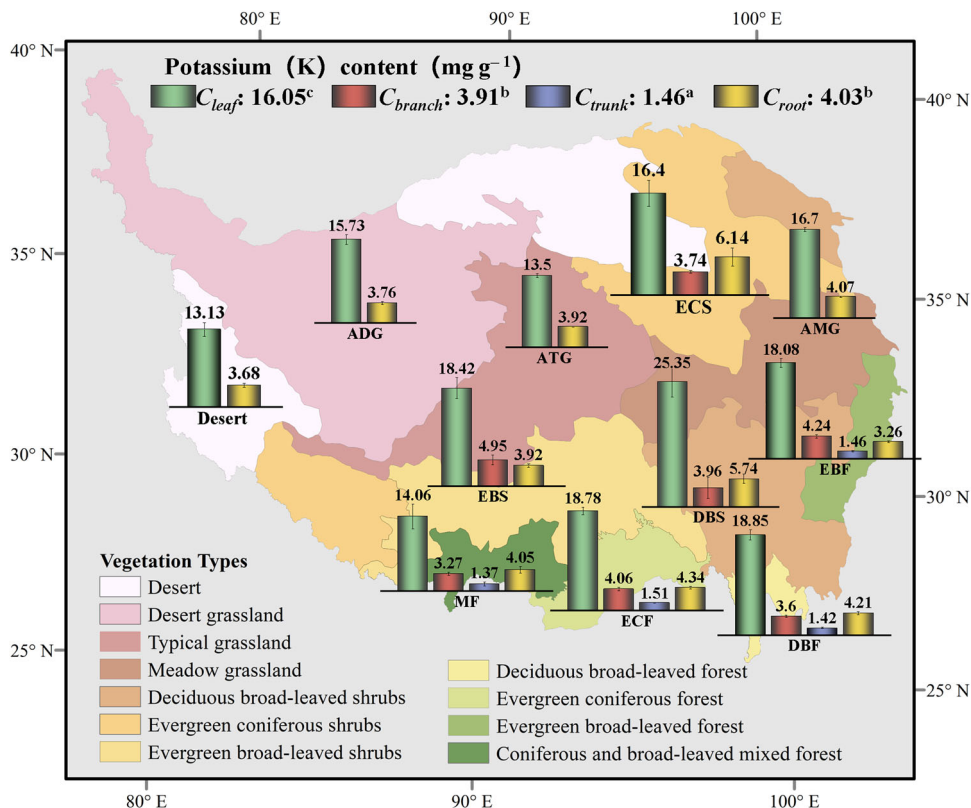 80° E 90° E 100° E
40° N
Potassium (K) content (mg g⁻¹)
C_leaf: 16.05ᶜ C_branch: 3.91ᵇ C_trunk: 1.46ᵃ C_root: 4.03ᵇ
40° N
35° N
35° N
30° N
30° N
25° N
25° N
16.4
3.74
6.14
ECS
16.7
4.07
AMG
15.73
3.76
ADG
13.5
3.92
ATG
13.13
3.68
Desert
18.42
4.95
3.92
EBS
25.35
3.96
5.74
DBS
18.08
4.24
1.46
3.26
EBF
14.06
3.27
1.37
4.05
MF
18.78
4.06
1.51
4.34
ECF
18.85
3.6
1.42
4.21
DBF
Vegetation Types
Desert
Desert grassland
Typical grassland
Meadow grassland
Deciduous broad-leaved shrubs
Evergreen coniferous shrubs
Evergreen broad-leaved shrubs
Deciduous broad-leaved forest
Evergreen coniferous forest
Evergreen broad-leaved forest
Coniferous and broad-leaved mixed forest
80° E 90° E 100° E